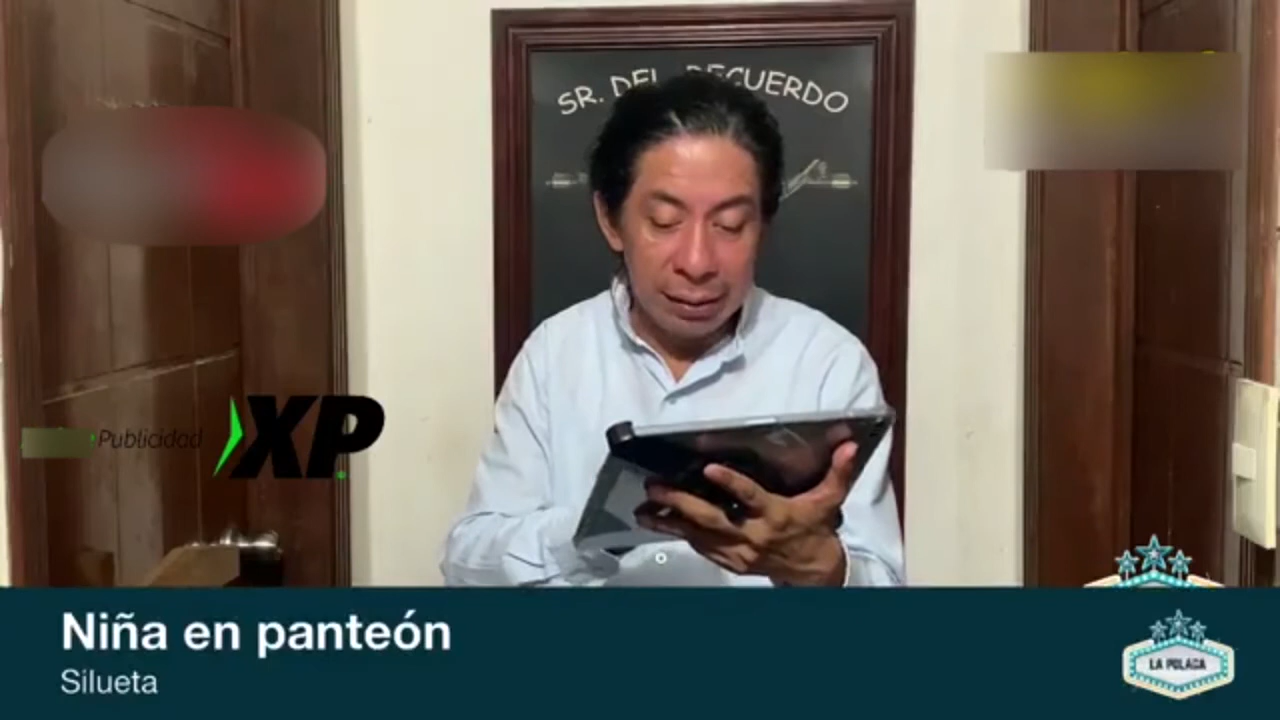 SR. DEL RECUERDO
Publicidad
XP
Niña en panteón
Silueta
LA POLACA